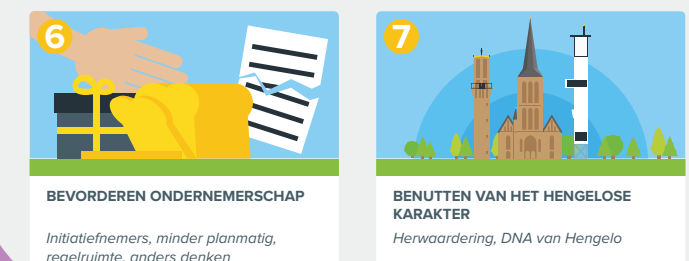 6
BEVORDEREN ONDERNEMERSCHAP
Initiatiefnemers, minder planmatig,
regelruimte, anders denken
7
BENUTTEN VAN HET HENGELOSE
KARAKTER
Herwaardering, DNA van Hengelo